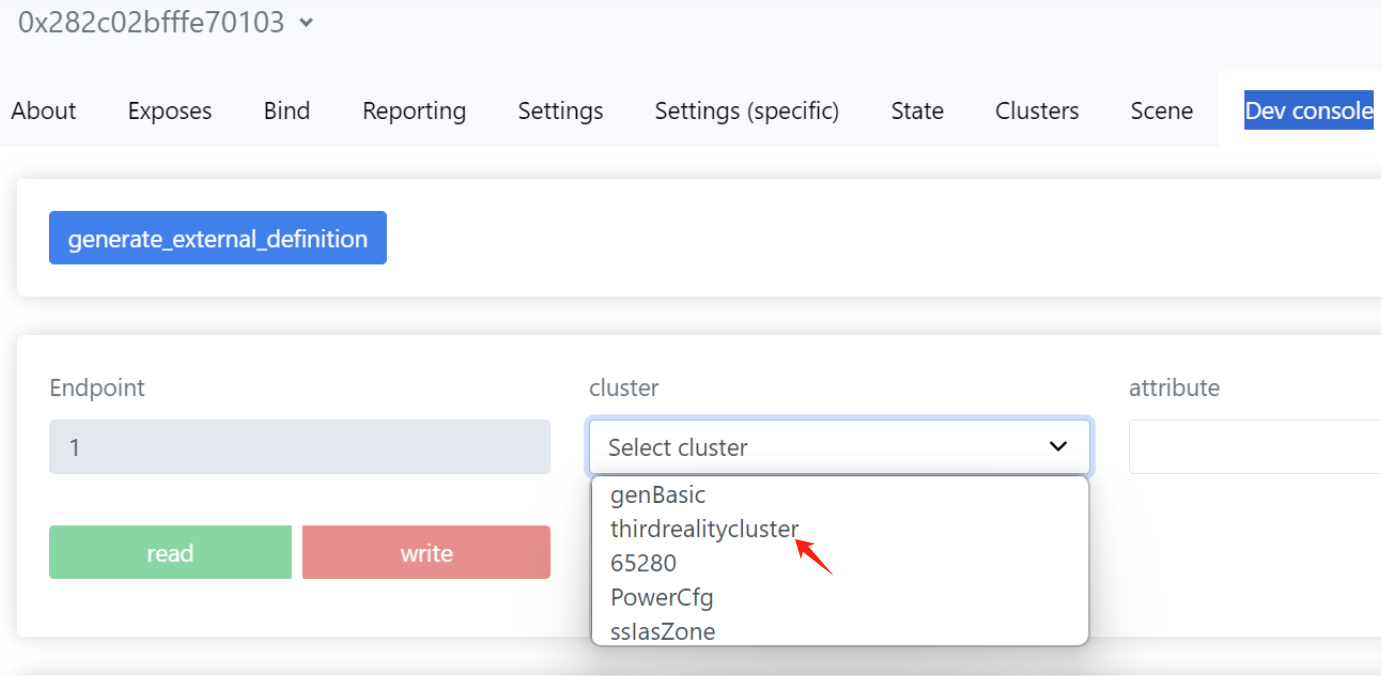 0x282c02bfffe70103
About Exposes Bind Reporting Settings Settings (specific) State Clusters Scene Dev console
generate_external_definition
Endpoint cluster attribute
1 Select cluster
genBasic
thirdrealitycluster
65280
PowerCfg
ssIasZone
read write